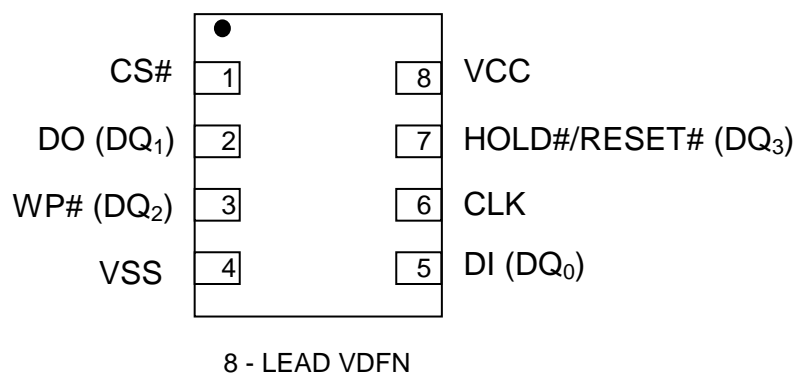 CS# 1 8 VCC
DO (DQ₁) 2 7 HOLD#/RESET# (DQ₃)
WP# (DQ₂) 3 6 CLK
VSS 4 5 DI (DQ₀)
8 - LEAD VDFN